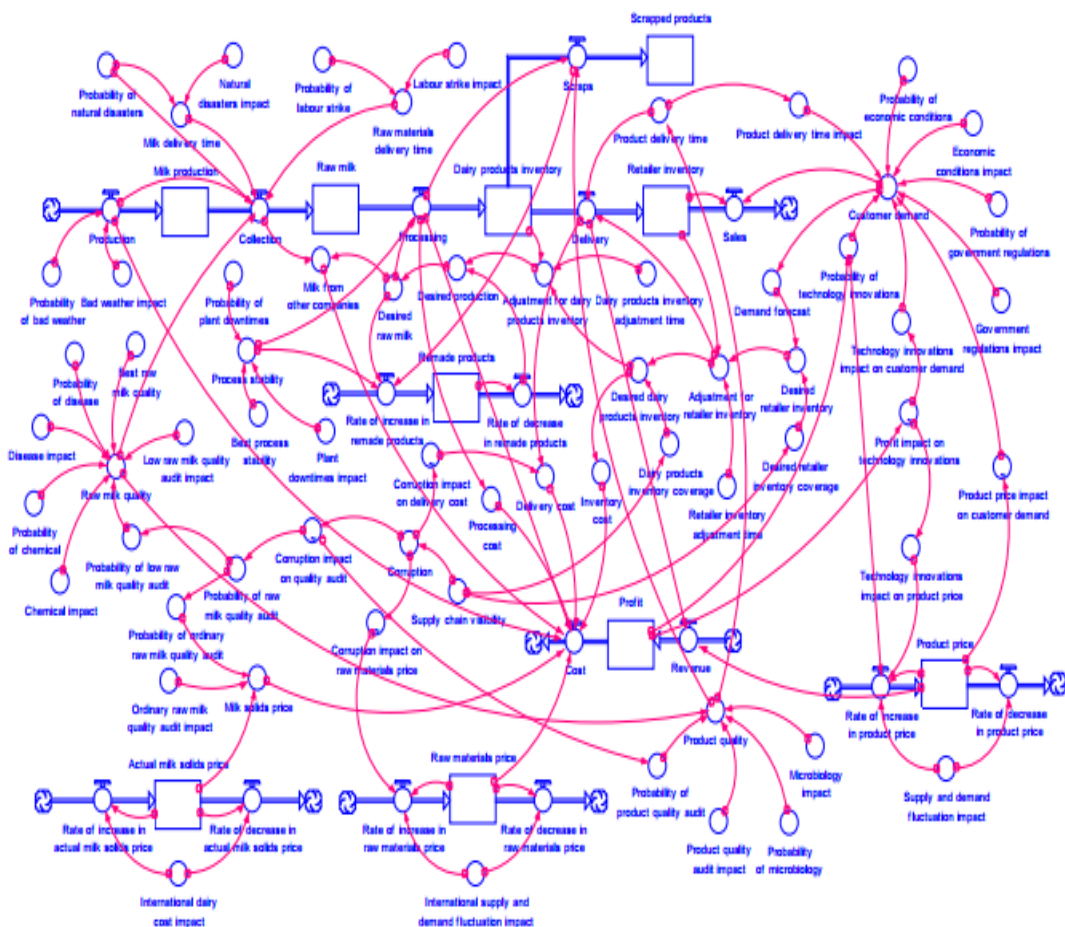 Scrapped products
Scraps
Natural
disasters impact
Probability of
natural disasters
Labour strike impact
Probability of
labour strike
Milk delivery time
Raw materials
delivery time
Product delivery time
Product delivery time impact
Probability of
economic conditions
Economic
conditions impact
Milk production
Raw milk
Dairy products inventory
Retailer inventory
Production
Collection
Processing
Delivery
Sales
Customer demand
Probability of
government regulations
Probability
of bad weather
Bad weather impact
Probability of
plant downtimes
Milk from
other companies
Desired
raw milk
Desired production
Adjustment for dairy
products inventory
Dairy products inventory
adjustment time
Demand forecast
Probability of
technology innovations
Technology innovations
impact on customer demand
Government
regulations impact
Probability
of disease
Best raw
milk quality
Process stability
Remade products
Rate of increase in
remade products
Rate of decrease
in remade products
Desired dairy
products inventory
Adjustment for
retailer inventory
Desired
retailer inventory
Profit impact on
technology innovations
Disease impact
Raw milk quality
Low raw milk quality
audit impact
Best process
stability
Plant
downtimes impact
Corruption impact
on delivery cost
Delivery cost
Inventory
cost
Dairy products
inventory coverage
Desired retailer
inventory coverage
Product price impact
on customer demand
Probability
of chemical
Chemical impact
Probability of low raw
milk quality audit
Probability of raw
milk quality audit
Corruption impact
on quality audit
Corruption
Processing
cost
Retailer inventory
adjustment time
Technology innovations
impact on product price
Supply chain visibility
Probability of ordinary
raw milk quality audit
Corruption impact on
raw materials price
Profit
Cost
Revenue
Product price
Rate of increase
in product price
Rate of decrease
in product price
Ordinary raw milk
quality audit impact
Milk solids price
Product quality
Microbiology
impact
Probability of
product quality audit
Product quality
audit impact
Probability
of microbiology
Supply and demand
fluctuation impact
Actual milk solids price
Rate of increase in
actual milk solids price
Rate of decrease in
actual milk solids price
International dairy
cost impact
Raw materials price
Rate of increase in
raw materials price
Rate of decrease in
raw materials price
International supply and
demand fluctuation impact